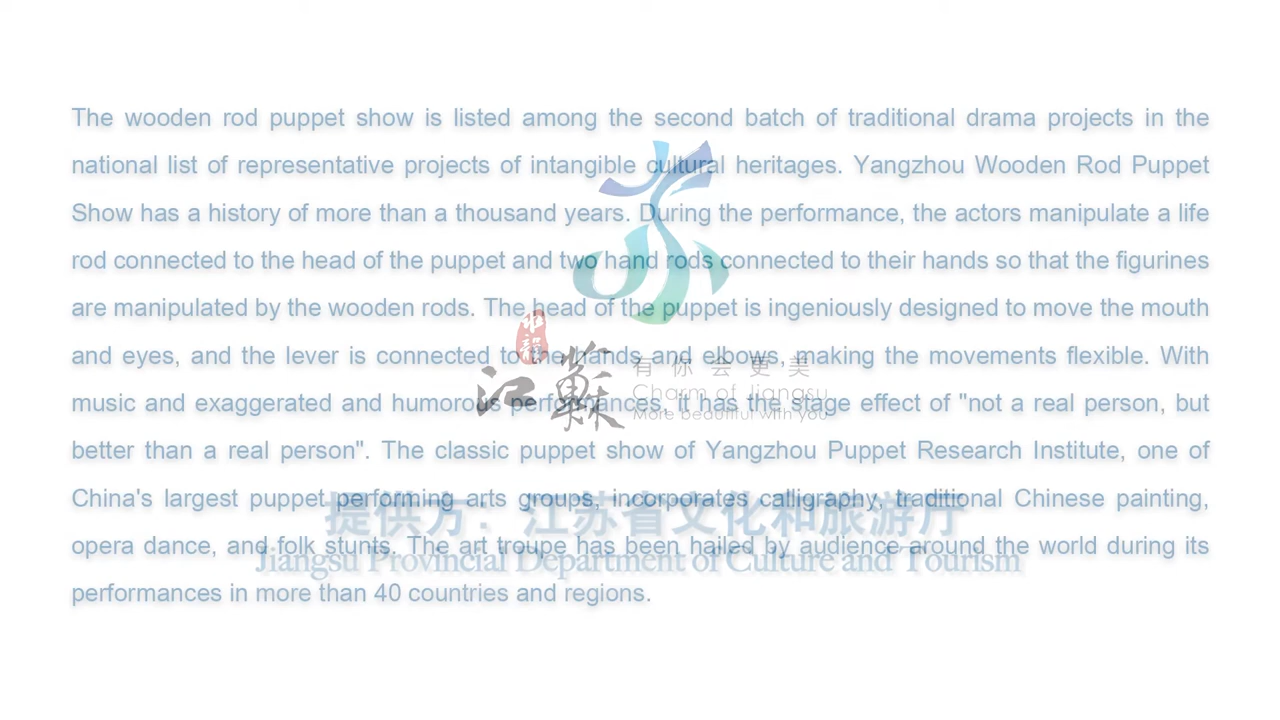 The wooden rod puppet show is listed among the second batch of traditional drama projects in the
national list of representative projects of intangible cultural heritages. Yangzhou Wooden Rod Puppet
Show has a history of more than a thousand years. During the performance, the actors manipulate a life
rod connected to the head of the puppet and two hand rods connected to their hands so that the figurines
are manipulated by the wooden rods. The head of the puppet is ingeniously designed to move the mouth
and eyes, and the lever is connected to the hands and elbows, making the movements flexible. With
music and exaggerated and humorous performances, it has the stage effect of "not a real person, but
better than a real person". The classic puppet show of Yangzhou Puppet Research Institute, one of
China's largest puppet performing arts groups, incorporates calligraphy, traditional Chinese painting,
opera dance, and folk stunts. The art troupe has been hailed by audience around the world during its
performances in more than 40 countries and regions.
苏
水韵
江蘇
有你会更美
Charm of Jiangsu
More beautiful with you
提供方：江苏省文化和旅游厅
Jiangsu Provincial Department of Culture and Tourism